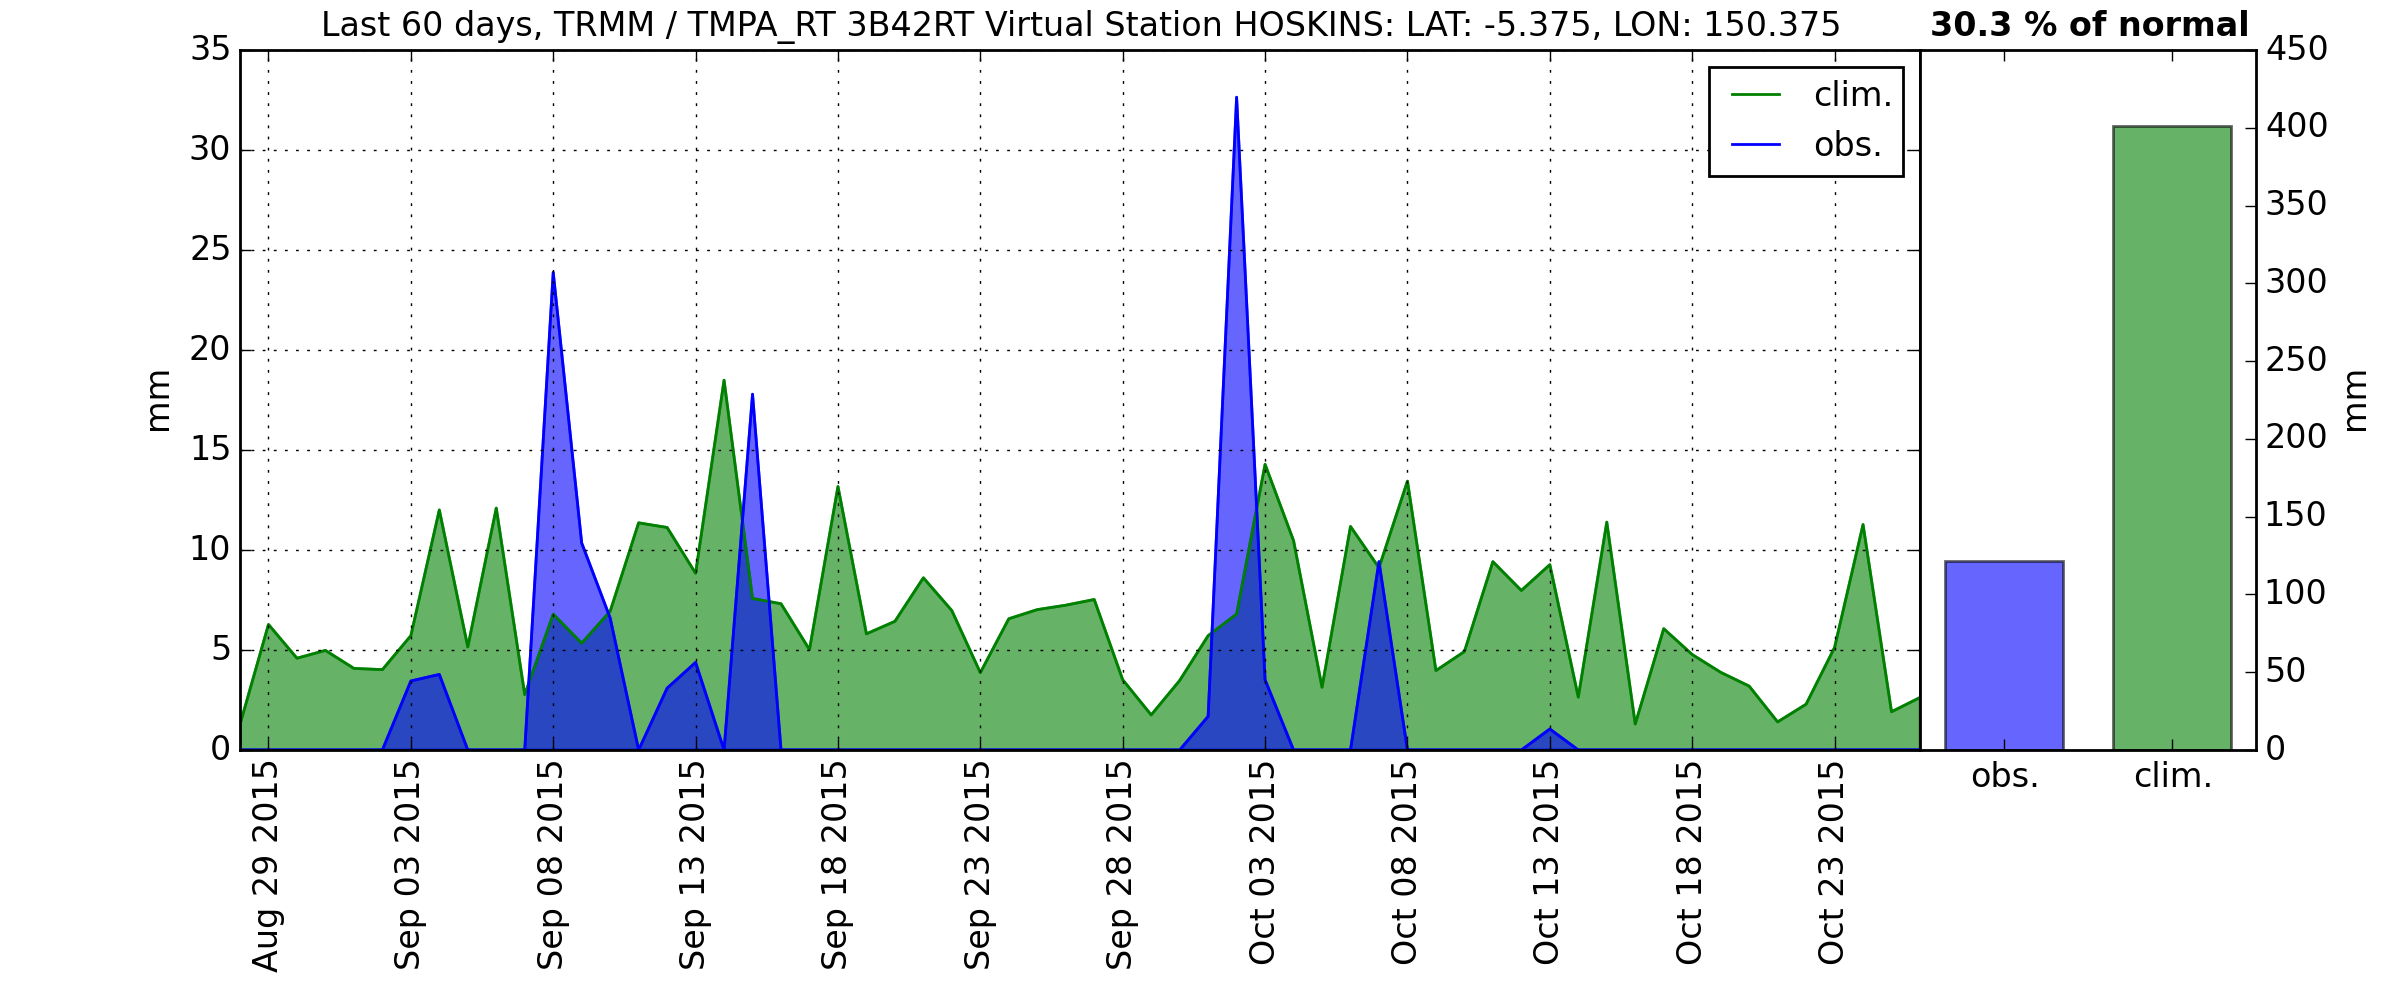 Last 60 days, TRMM / TMPA_RT 3B42RT Virtual Station HOSKINS: LAT: -5.375, LON: 150.375
30.3 % of normal
35
30
25
20
15
10
5
0
mm
clim.
obs.
Aug 29 2015
Sep 03 2015
Sep 08 2015
Sep 13 2015
Sep 18 2015
Sep 23 2015
Sep 28 2015
Oct 03 2015
Oct 08 2015
Oct 13 2015
Oct 18 2015
Oct 23 2015
450
400
350
300
250
200
150
100
50
0
mm
obs.
clim.